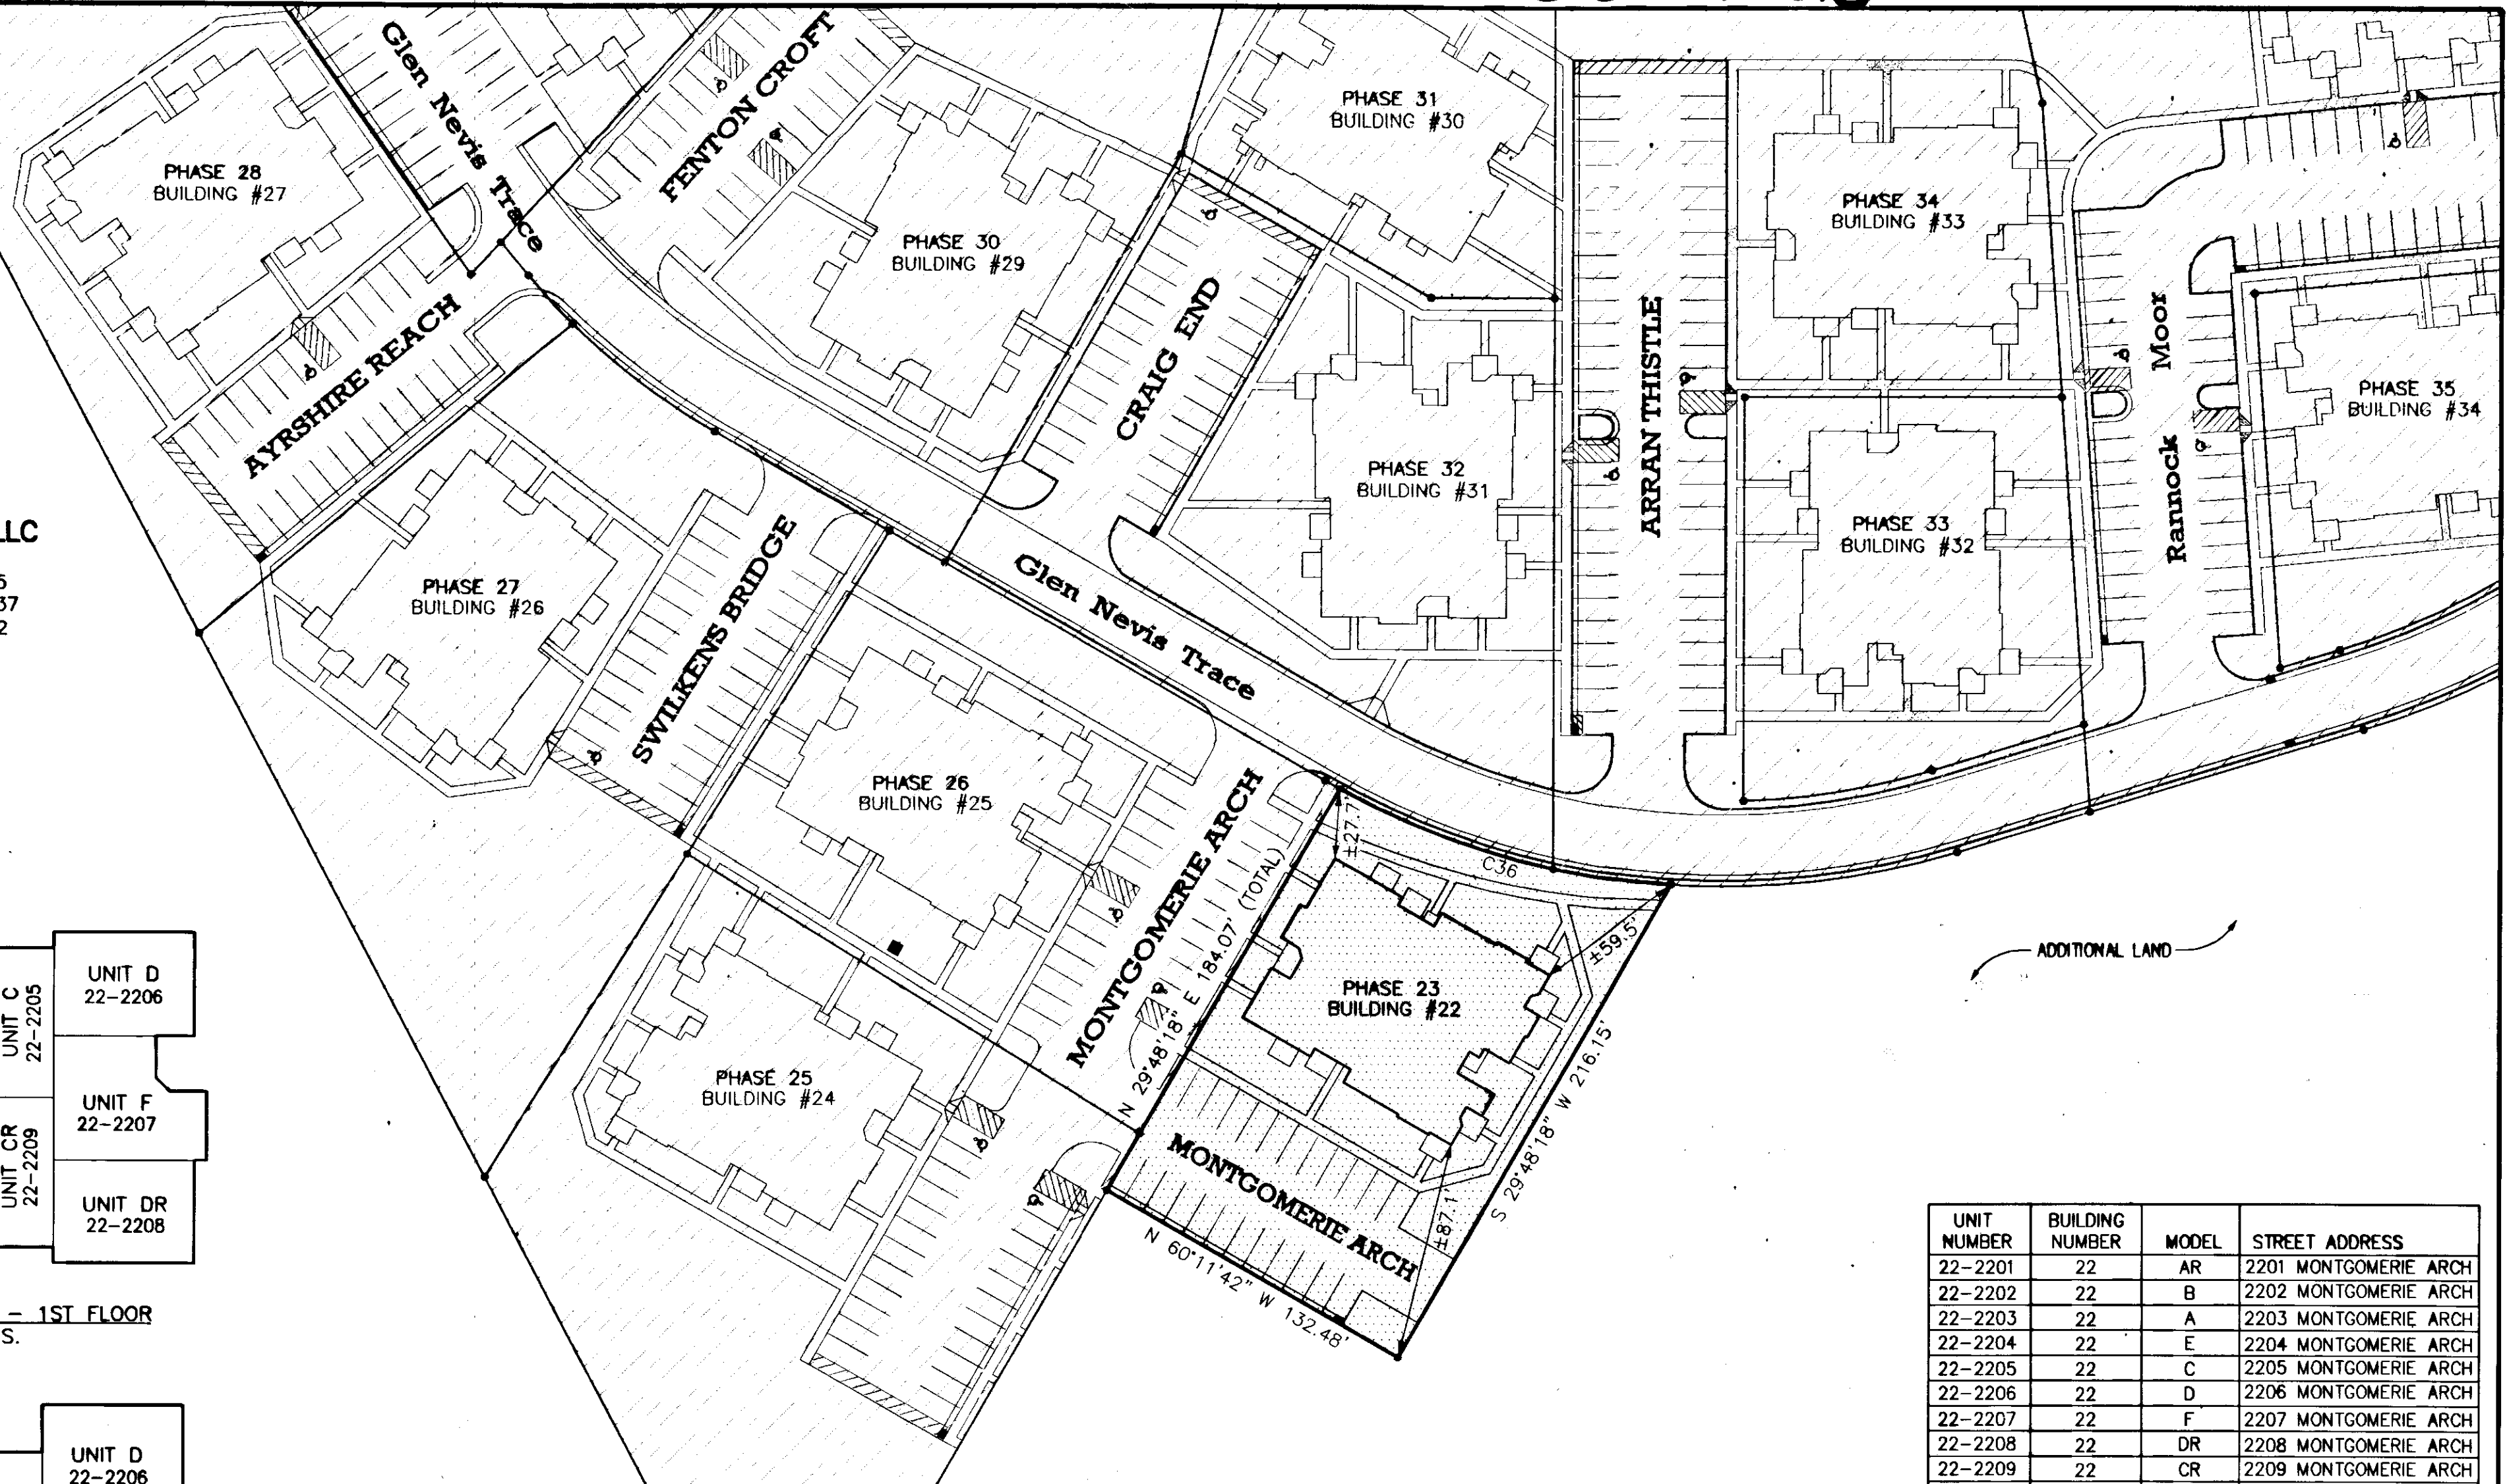 Glen Nevis Trace
FENTON CROFT
PHASE 31
BUILDING #30
PHASE 28
BUILDING #27
PHASE 34
BUILDING #33
PHASE 30
BUILDING #29
AYRSHIRE REACH
CRAIG END
ARRAN THISTLE
Rannock Moor
PHASE 35
BUILDING #34
PHASE 32
BUILDING #31
PHASE 33
BUILDING #32
LLC
37
2
PHASE 27
BUILDING #26
SWILKENS BRIDGE
Glen Nevis Trace
PHASE 26
BUILDING #25
MONTGOMERIE ARCH
C36
N 29°48'18" E 184.07' (TOTAL)
±59.5'
PHASE 23
BUILDING #22
ADDITIONAL LAND
S 29°48'18" W 216.15'
PHASE 25
BUILDING #24
MONTGOMERIE ARCH
±87.1'
N 60°11'42" W 132.48'
UNIT C
22-2205
UNIT D
22-2206
UNIT F
22-2207
UNIT CR
22-2209
UNIT DR
22-2208
- 1ST FLOOR
S.
UNIT D
22-2206
UNIT NUMBER BUILDING NUMBER MODEL STREET ADDRESS
22-2201 22 AR 2201 MONTGOMERIE ARCH
22-2202 22 B 2202 MONTGOMERIE ARCH
22-2203 22 A 2203 MONTGOMERIE ARCH
22-2204 22 E 2204 MONTGOMERIE ARCH
22-2205 22 C 2205 MONTGOMERIE ARCH
22-2206 22 D 2206 MONTGOMERIE ARCH
22-2207 22 F 2207 MONTGOMERIE ARCH
22-2208 22 DR 2208 MONTGOMERIE ARCH
22-2209 22 CR 2209 MONTGOMERIE ARCH